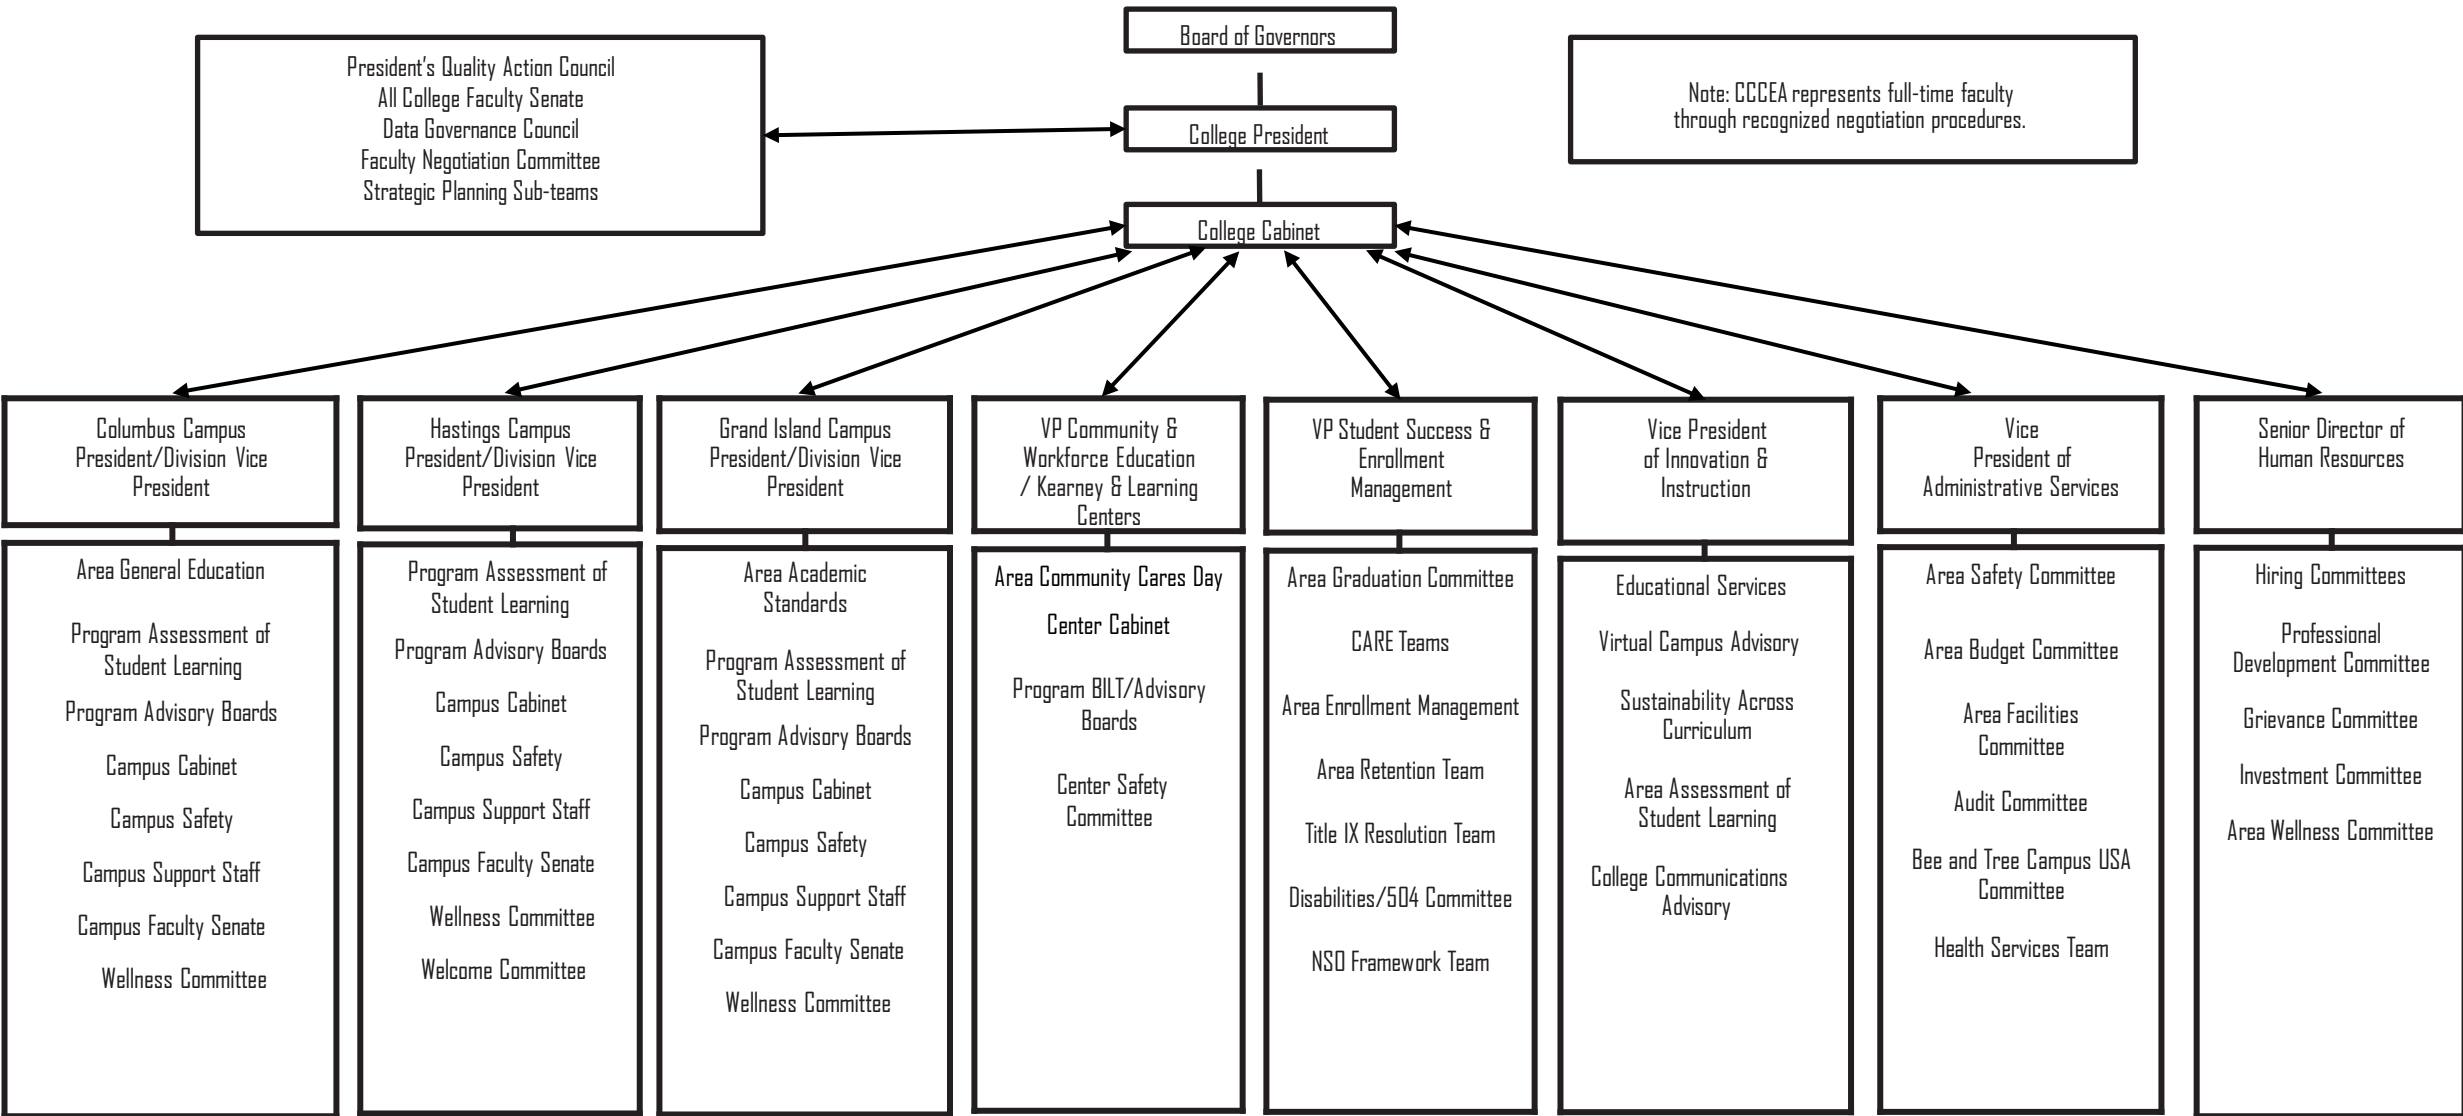 Board of Governors
President's Quality Action Council
All College Faculty Senate
Data Governance Council
Faculty Negotiation Committee
Strategic Planning Sub-teams
Note: CCCEA represents full-time faculty
through recognized negotiation procedures.
College President
College Cabinet
Columbus Campus
President/Division Vice
President
Area General Education
Program Assessment of
Student Learning
Program Advisory Boards
Campus Cabinet
Campus Safety
Campus Support Staff
Campus Faculty Senate
Wellness Committee
Hastings Campus
President/Division Vice
President
Program Assessment of
Student Learning
Program Advisory Boards
Campus Cabinet
Campus Safety
Campus Support Staff
Campus Faculty Senate
Wellness Committee
Welcome Committee
Grand Island Campus
President/Division Vice
President
Area Academic
Standards
Program Assessment of
Student Learning
Program Advisory Boards
Campus Cabinet
Campus Safety
Campus Support Staff
Campus Faculty Senate
Wellness Committee
VP Community &
Workforce Education
/ Kearney & Learning
Centers
Area Community Cares Day
Center Cabinet
Program BILT/Advisory
Boards
Center Safety
Committee
VP Student Success &
Enrollment
Management
Area Graduation Committee
CARE Teams
Area Enrollment Management
Area Retention Team
Title IX Resolution Team
Disabilities/504 Committee
NSO Framework Team
Vice President
of Innovation &
Instruction
Educational Services
Virtual Campus Advisory
Sustainability Across
Curriculum
Area Assessment of
Student Learning
College Communications
Advisory
Vice
President of
Administrative Services
Area Safety Committee
Area Budget Committee
Area Facilities
Committee
Audit Committee
Bee and Tree Campus USA
Committee
Health Services Team
Senior Director of
Human Resources
Hiring Committees
Professional
Development Committee
Grievance Committee
Investment Committee
Area Wellness Committee